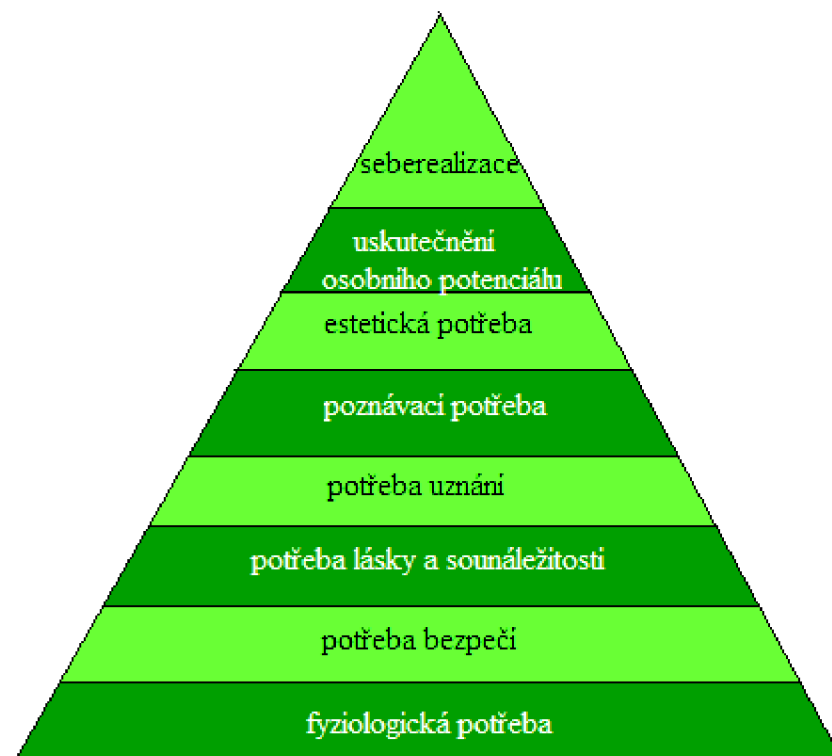 seberealizace
uskutečnění
osobního potenciálu
estetická potřeba
poznávací potřeba
potřeba uznání
potřeba lásky a sounáležitosti
potřeba bezpečí
fyziologická potřeba